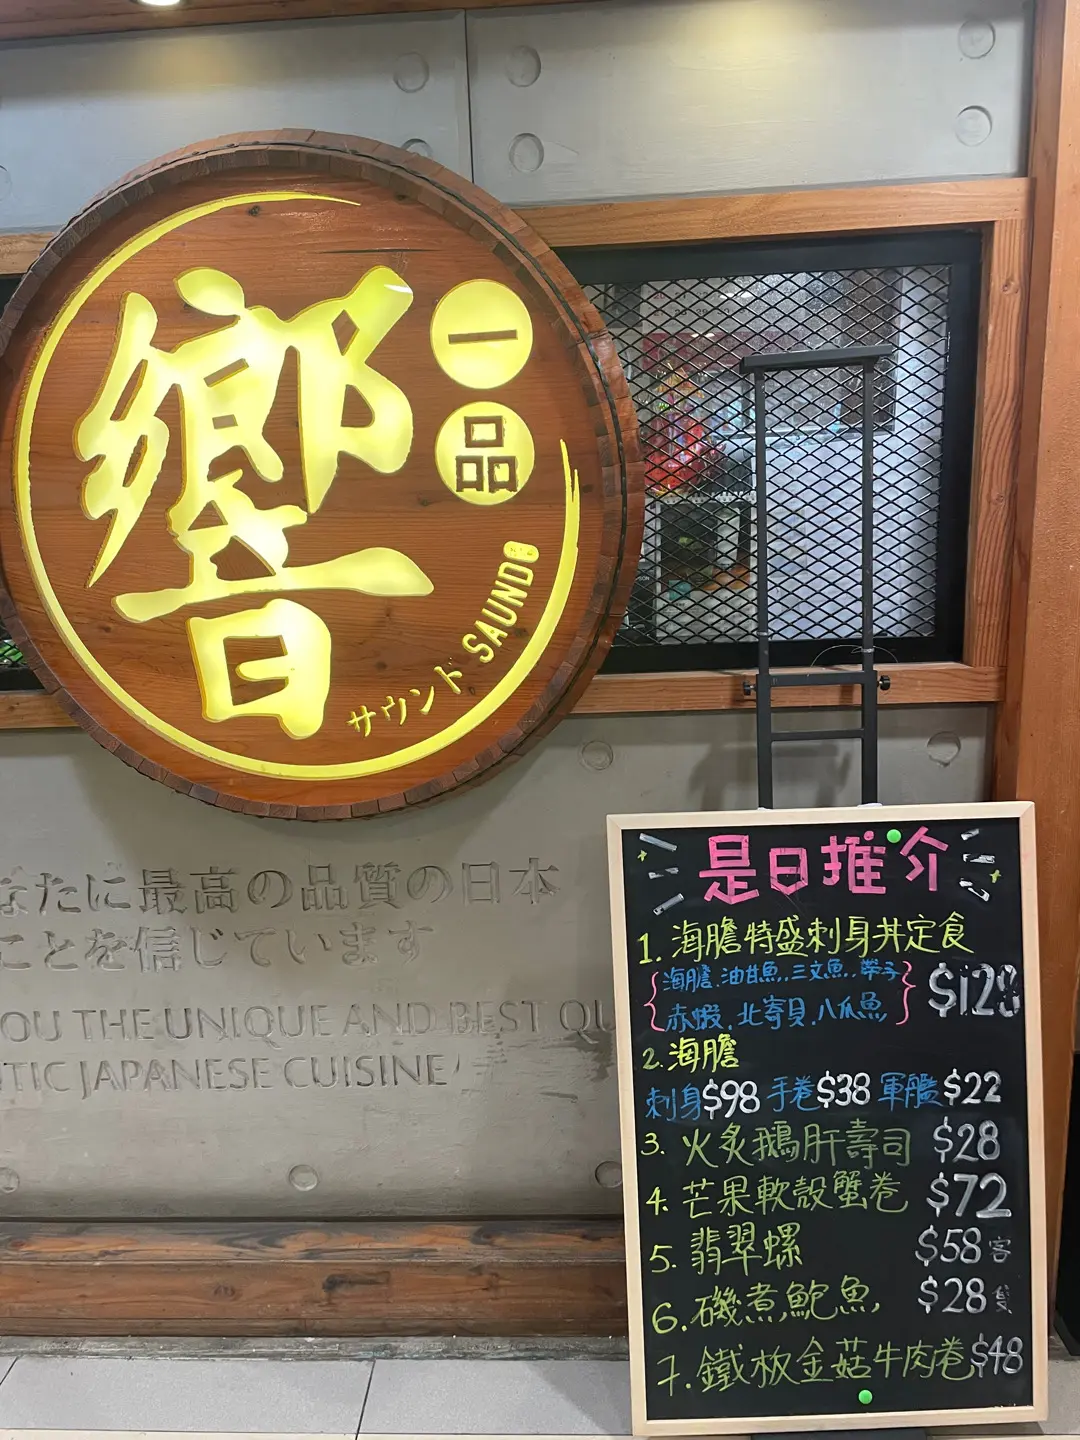 響
一
品
サウンド SAUND
なたに最高の品質の日本
ことを信じています
OU THE UNIQUE AND BEST QU
TIC JAPANESE CUISINE
是日推介
1. 海膽特盛刺身丼定食
海膽.油甘魚.三文魚.帶子
赤蝦.北寄貝.八爪魚
$128
2. 海膽
刺身$98 手卷$38 軍艦$22
3. 火炙鵝肝壽司 $28
4. 芒果軟殼蟹卷 $72
5. 翡翠螺 $58客
6. 磯煮鮑魚 $28隻
7. 鐵板金菇牛肉卷 $48